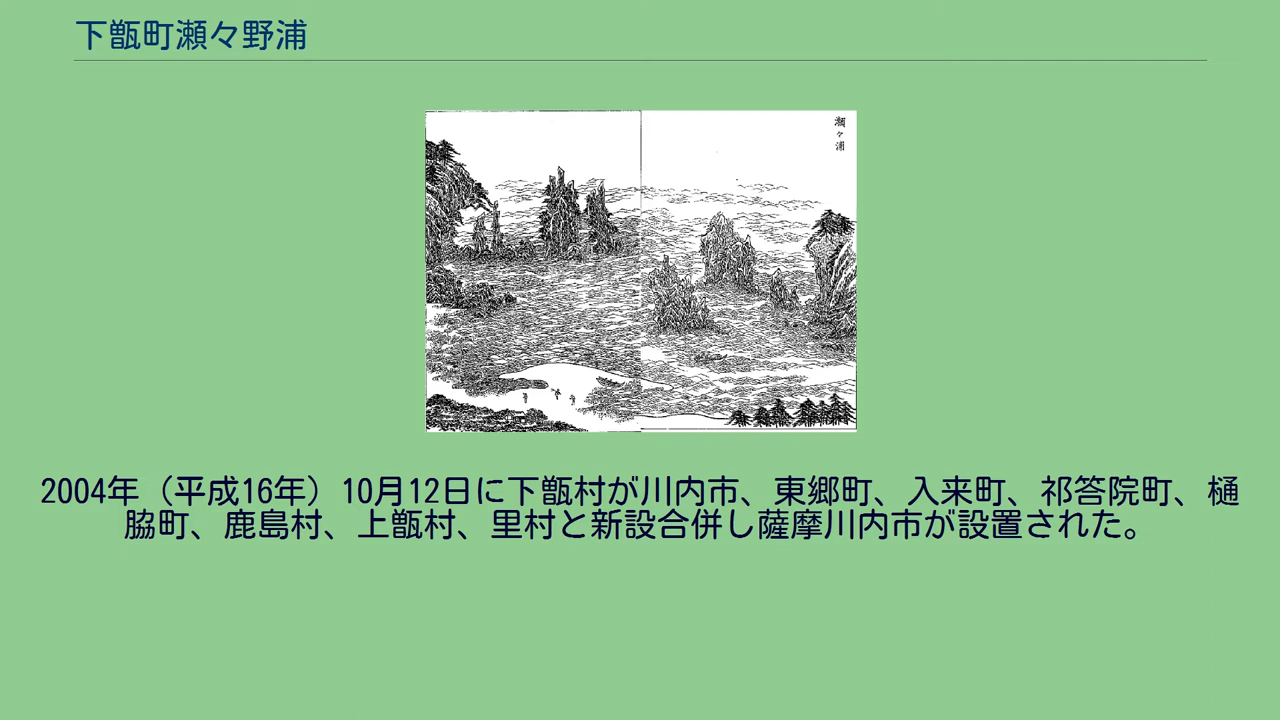 下甑町瀬々野浦
瀬々浦
2004年（平成16年）10月12日に下甑村が川内市、東郷町、入来町、祁答院町、樋
脇町、鹿島村、上甑村、里村と新設合併し薩摩川内市が設置された。